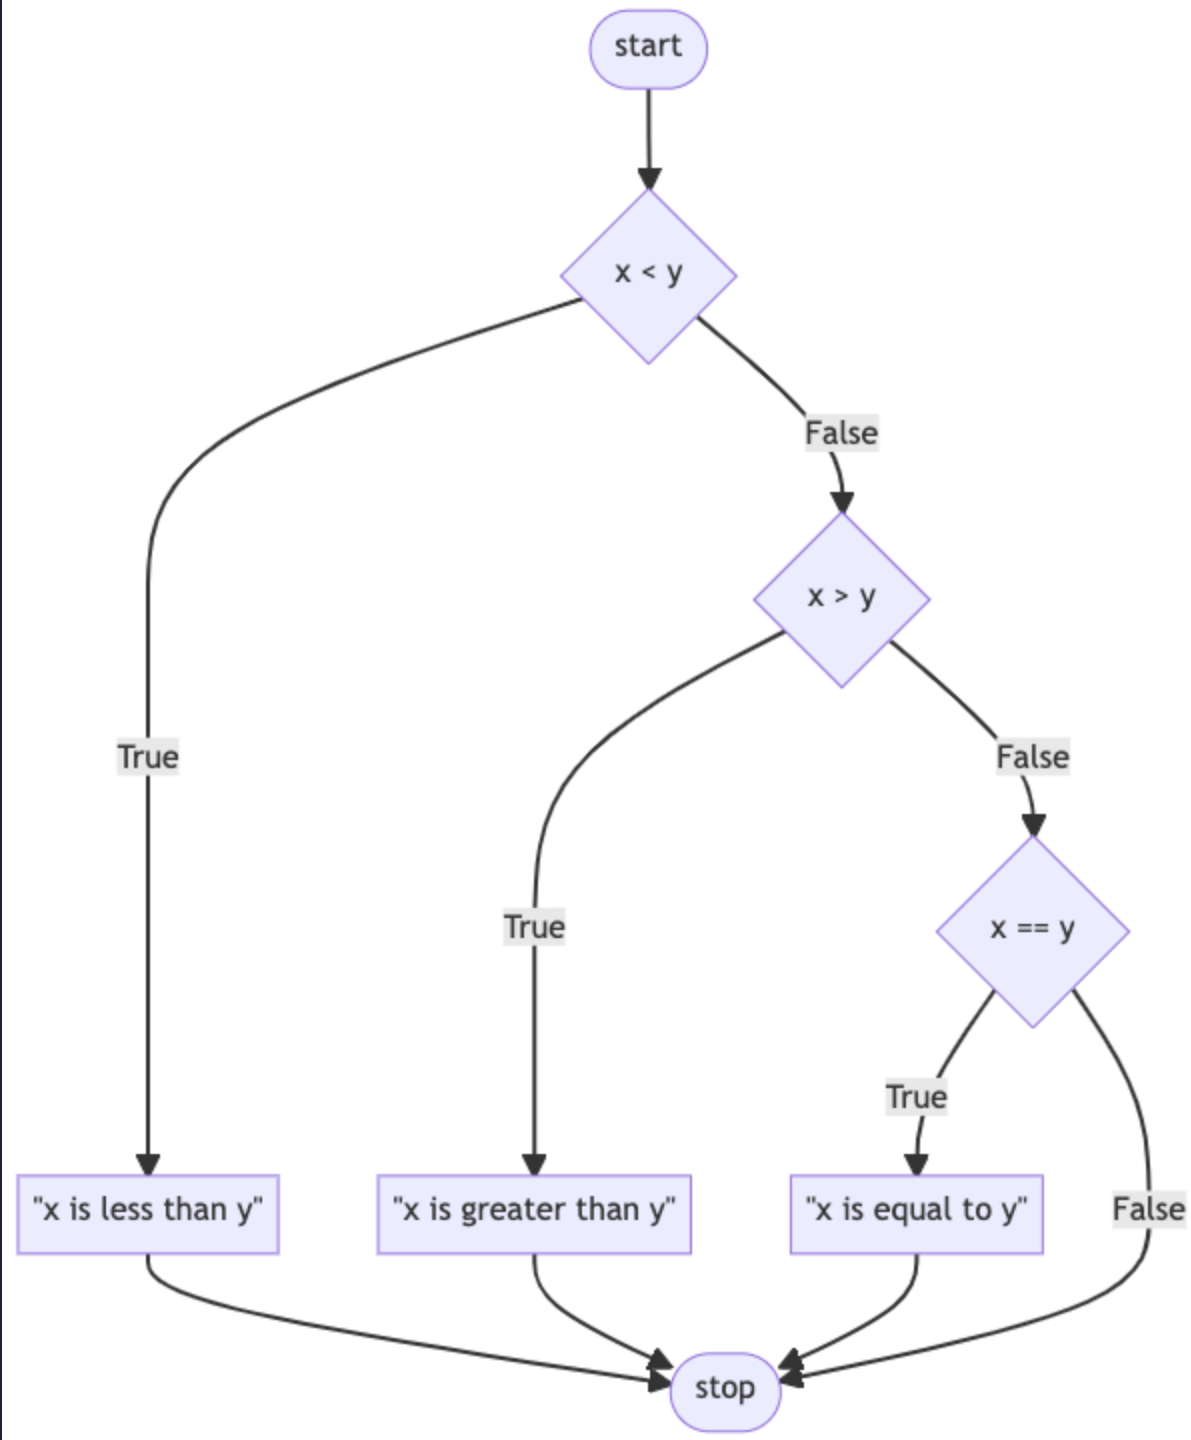 start
x < y
False
x > y
True
False
True
x == y
True
"x is less than y"
"x is greater than y"
"x is equal to y"
False
stop